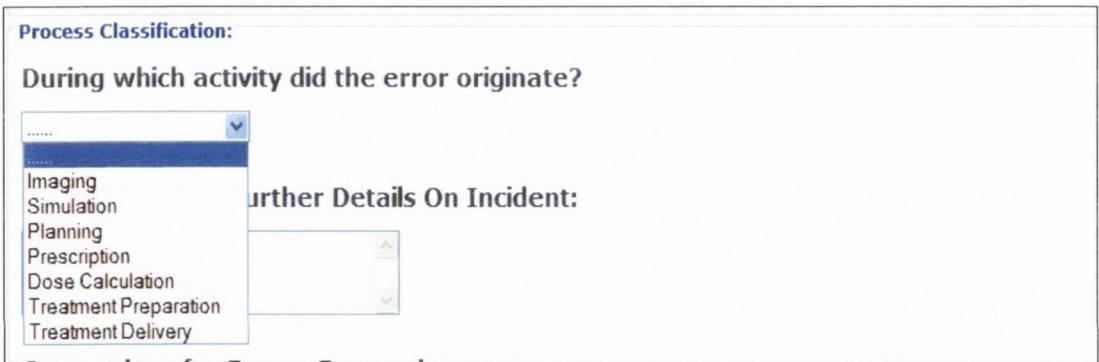 Process Classification:
During which activity did the error originate?
......
......
Imaging
Simulation
Planning
Prescription
Dose Calculation
Treatment Preparation
Treatment Delivery
urther Details On Incident: